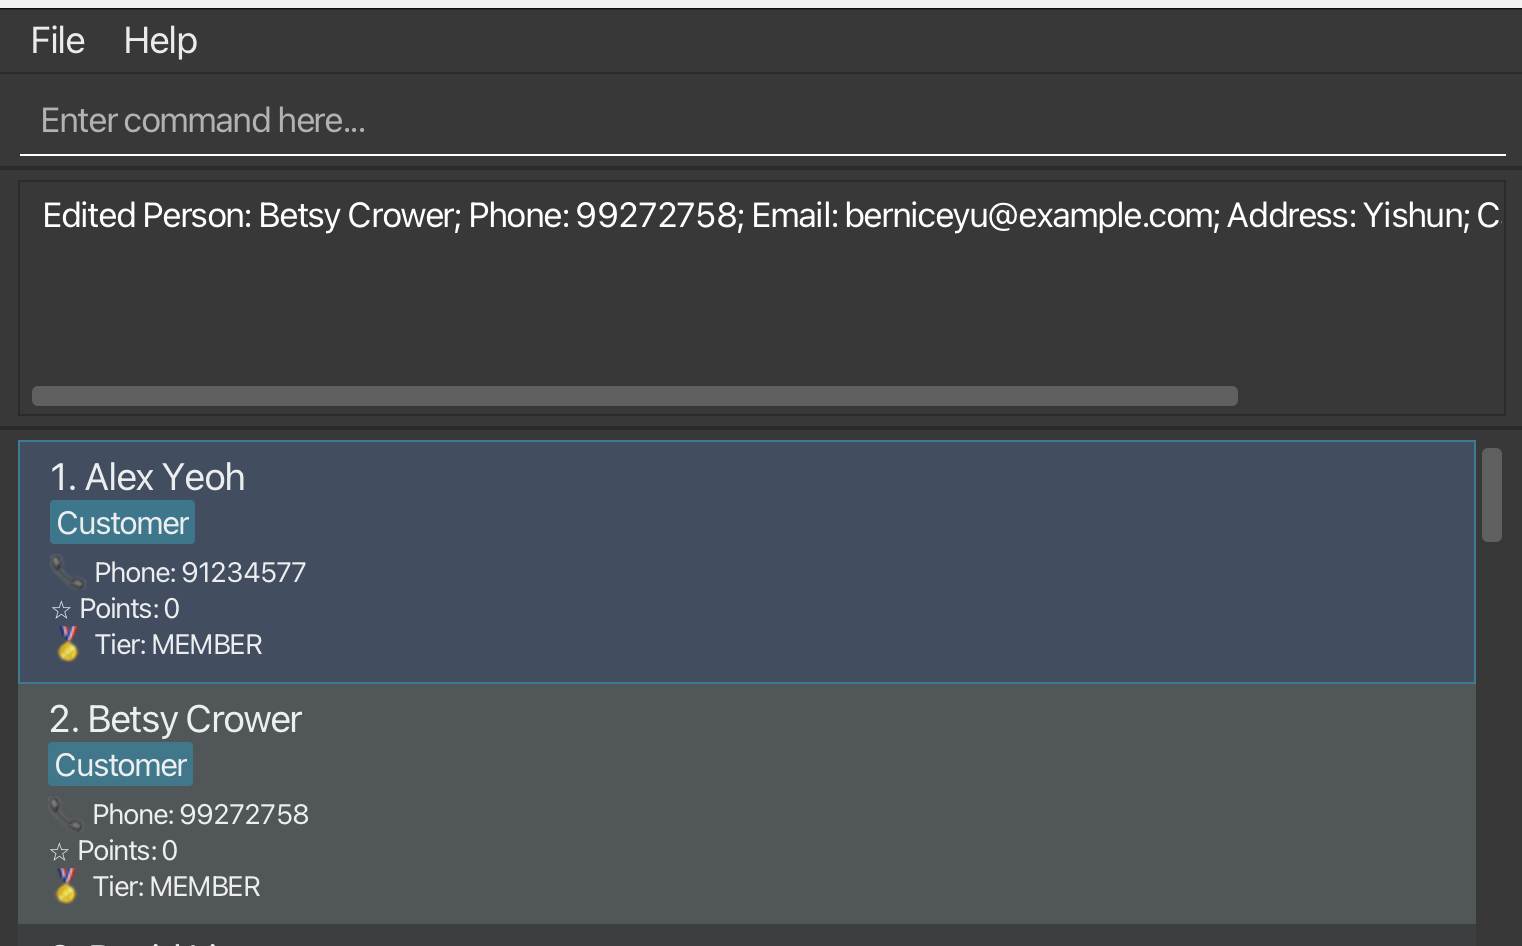 File Help
Enter command here...
Edited Person: Betsy Crower; Phone: 99272758; Email: berniceyu@example.com; Address: Yishun; C
1. Alex Yeoh
Customer
Phone: 91234577
☆ Points: 0
Tier: MEMBER
2. Betsy Crower
Customer
Phone: 99272758
☆ Points: 0
Tier: MEMBER